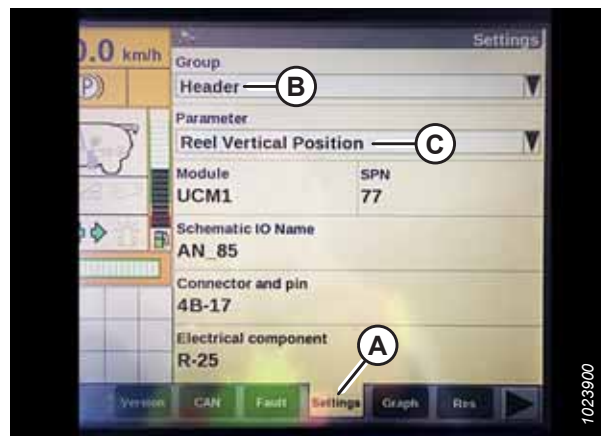 0.0 km/h
Settings
(P)
Group
Header
B
Parameter
Reel Vertical Position
C
Module SPN
UCM1 77
Schematic IO Name
AN_85
Connector and pin
4B-17
Electrical component
R-25
A
Version CAN Fault Settings Graph Res
1023900